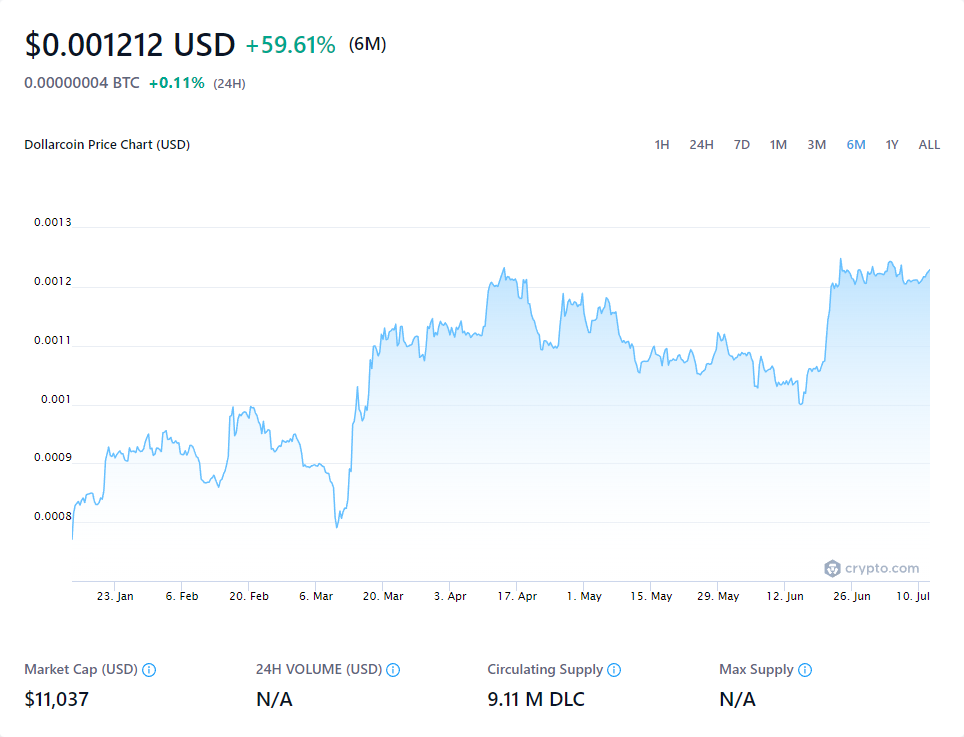 $0.001212 USD +59.61% (6M)
0.00000004 BTC +0.11% (24H)
Dollarcoin Price Chart (USD) 1H 24H 7D 1M 3M 6M 1Y ALL
0.0013
0.0012
0.0011
0.001
0.0009
0.0008
crypto.com
23. Jan 6. Feb 20. Feb 6. Mar 20. Mar 3. Apr 17. Apr 1. May 15. May 29. May 12. Jun 26. Jun 10. Jul
Market Cap (USD) 24H VOLUME (USD) Circulating Supply Max Supply
$11,037 N/A 9.11 M DLC N/A